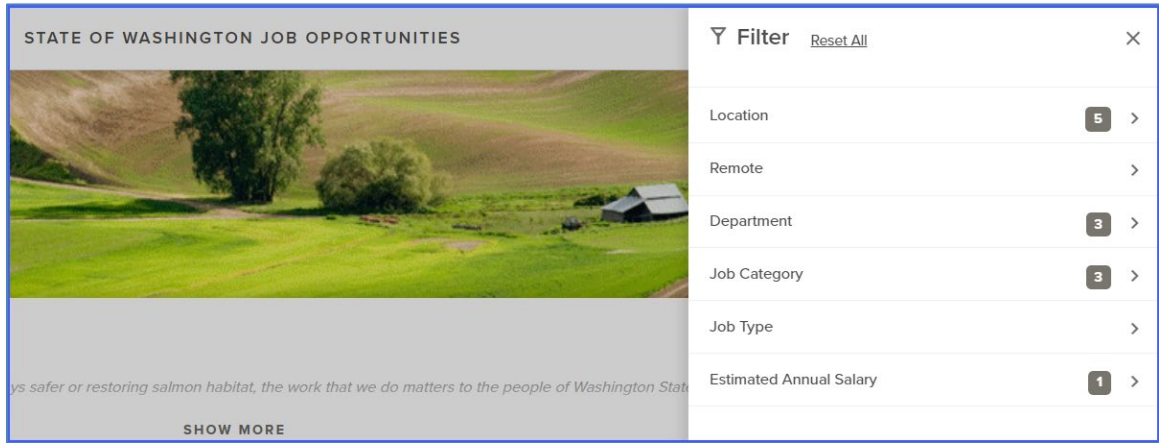 STATE OF WASHINGTON JOB OPPORTUNITIES
Filter Reset All
Location 5
Remote
Department 3
Job Category 3
Job Type
Estimated Annual Salary 1
ys safer or restoring salmon habitat, the work that we do matters to the people of Washington State
SHOW MORE